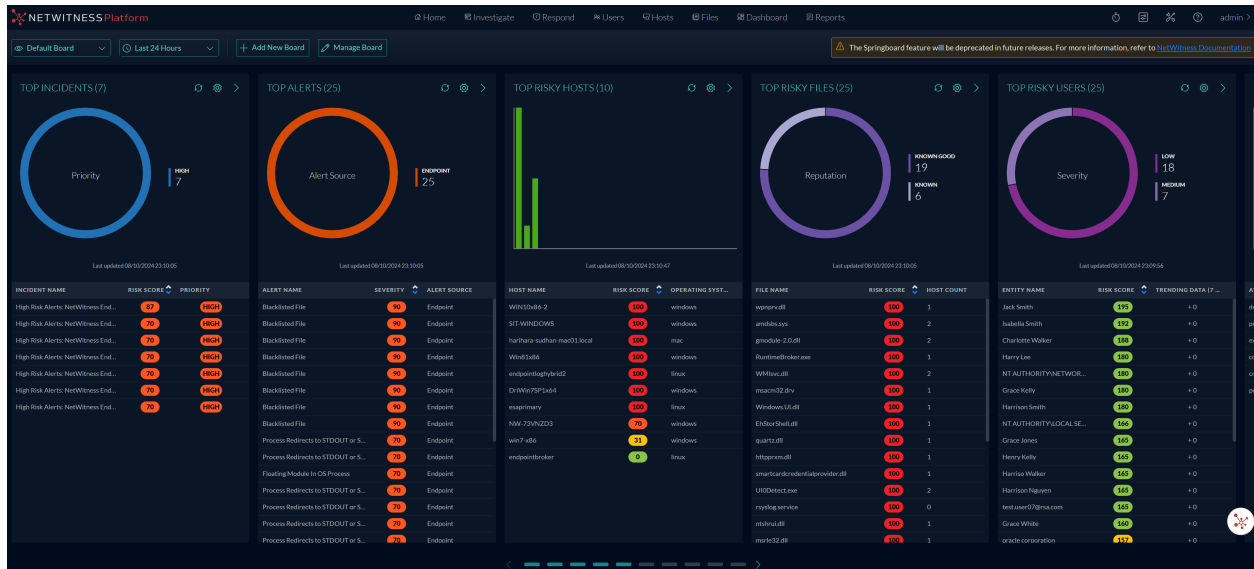 NETWITNESS Platform
Home Investigate Respond Users Hosts Files Dashboard Reports
admin >
Default Board
Last 24 Hours
+ Add New Board
Manage Board
The Springboard feature will be deprecated in future releases. For more information, refer to NetWitness Documentation
TOP INCIDENTS (7)
Priority
HIGH
7
Last updated 08/10/2024 23:10:05
INCIDENT NAME RISK SCORE PRIORITY
High Risk Alerts: NetWitness End... 87 HIGH
High Risk Alerts: NetWitness End... 70 HIGH
High Risk Alerts: NetWitness End... 70 HIGH
High Risk Alerts: NetWitness End... 70 HIGH
High Risk Alerts: NetWitness End... 70 HIGH
High Risk Alerts: NetWitness End... 70 HIGH
High Risk Alerts: NetWitness End... 70 HIGH
TOP ALERTS (25)
Alert Source
ENDPOINT
25
Last updated 08/10/2024 23:10:05
ALERT NAME SEVERITY ALERT SOURCE
Blacklisted File 90 Endpoint
Blacklisted File 90 Endpoint
Blacklisted File 90 Endpoint
Blacklisted File 90 Endpoint
Blacklisted File 90 Endpoint
Blacklisted File 90 Endpoint
Blacklisted File 90 Endpoint
Blacklisted File 90 Endpoint
Process Redirects to STDOUT or S... 70 Endpoint
Process Redirects to STDOUT or S... 70 Endpoint
Floating Module In OS Process 70 Endpoint
Process Redirects to STDOUT or S... 70 Endpoint
Process Redirects to STDOUT or S... 70 Endpoint
Process Redirects to STDOUT or S... 70 Endpoint
Process Redirects to STDOUT or S... 70 Endpoint
TOP RISKY HOSTS (10)
Last updated 08/10/2024 23:10:47
HOST NAME RISK SCORE OPERATING SYST...
WIN10x86-2 100 windows
SIT-WINDOWS 100 windows
harihara-sudhan-mac01.local 100 mac
Win81x86 100 windows
endpointloghybrid2 100 linux
DrIWin7SP1x64 100 windows
esaprimary 100 linux
NW-73VNZD3 70 windows
win7-x86 31 windows
endpointbroker 0 linux
TOP RISKY FILES (25)
Reputation
KNOWN GOOD
19
KNOWN
6
Last updated 08/10/2024 23:10:05
FILE NAME RISK SCORE HOST COUNT
wpnprv.dll 100 1
amdsbs.sys 100 2
gmodule-2.0.dll 100 2
RuntimeBroker.exe 100 1
WMIsvc.dll 100 2
msacm32.drv 100 1
Windows.UI.dll 100 1
EhStorShell.dll 100 1
quartz.dll 100 1
httpprxm.dll 100 1
smartcardcredentialprovider.dll 100 1
UI0Detect.exe 100 2
rsyslog.service 100 0
ntshrui.dll 100 1
msrle32.dll 100 1
TOP RISKY USERS (25)
Severity
LOW
18
MEDIUM
7
Last updated 08/10/2024 23:09:56
ENTITY NAME RISK SCORE TRENDING DATA (7 ...
Jack Smith 195 + 0
Isabella Smith 192 + 0
Charlotte Walker 188 + 0
Harry Lee 180 + 0
NT AUTHORITY\NETWOR... 180 + 0
Grace Kelly 180 + 0
Harrison Smith 180 + 0
NT AUTHORITY\LOCAL SE... 166 + 0
Grace Jones 165 + 0
Henry Kelly 165 + 0
Harriso Walker 165 + 0
Harrison Nguyen 165 + 0
test.user07@rsa.com 165 + 0
Grace White 160 + 0
oracle corporation 157 + 0